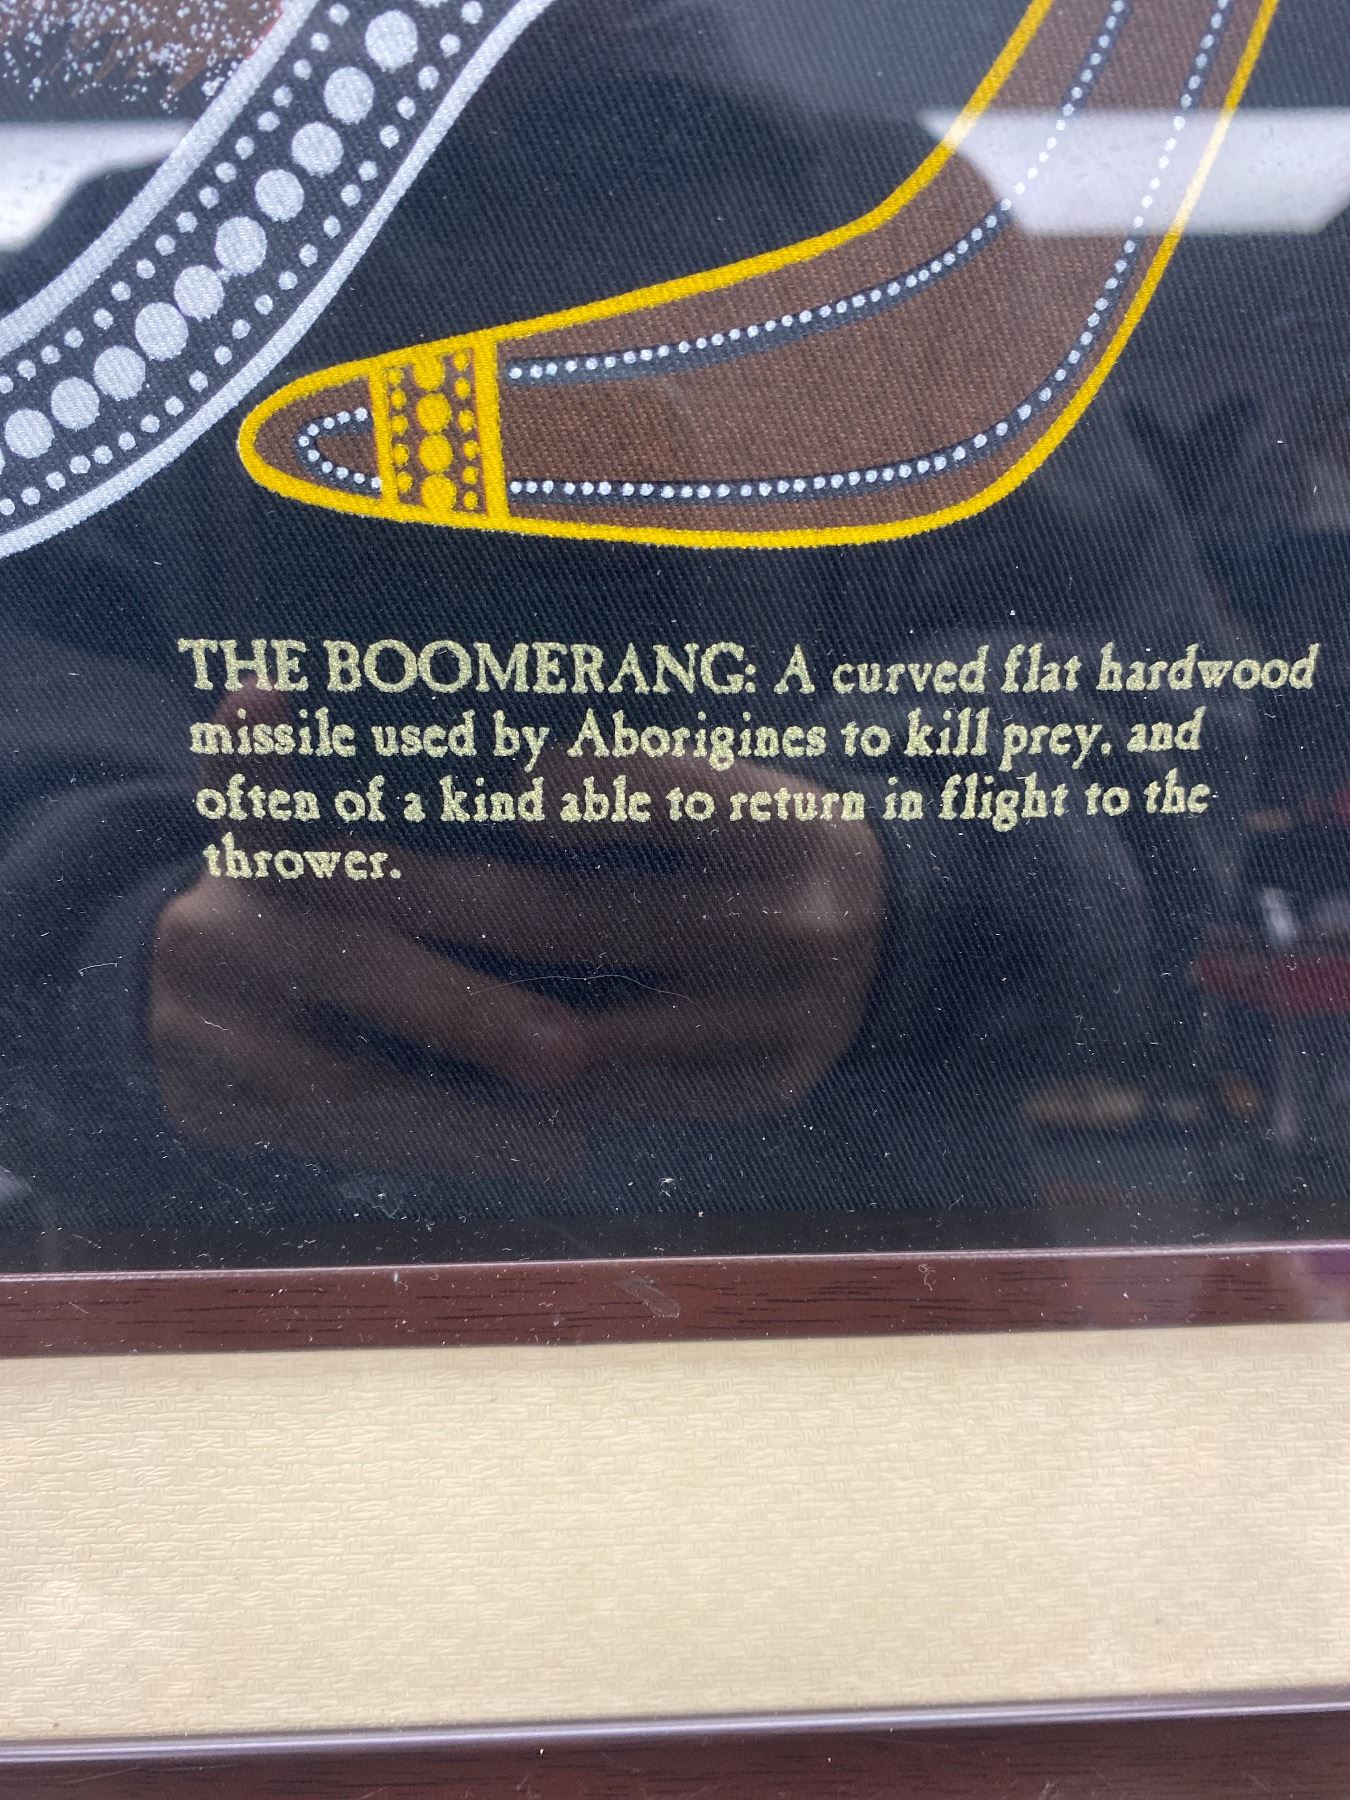 THE BOOMERANG: A curved flat hardwood
missile used by Aborigines to kill prey, and
often of a kind able to return in flight to the
thrower.